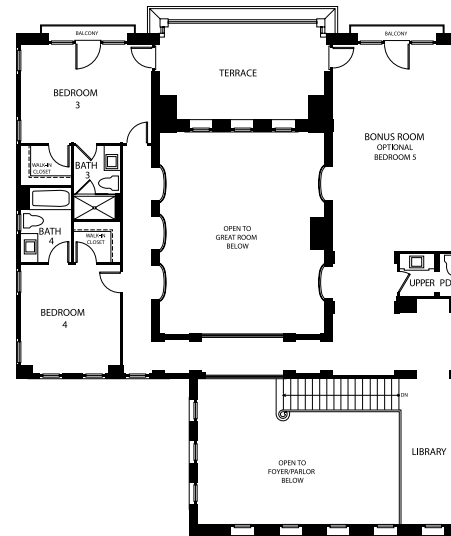 BALCONY
BALCONY
TERRACE
BEDROOM
3
BONUS ROOM
OPTIONAL
BEDROOM 5
WALK-IN
CLOSET
BATH
3
OPEN TO
GREAT ROOM
BELOW
BATH
4
WALK-IN
CLOSET
UPPER PD
BEDROOM
4
DN
LIBRARY
OPEN TO
FOYER/PARLOR
BELOW